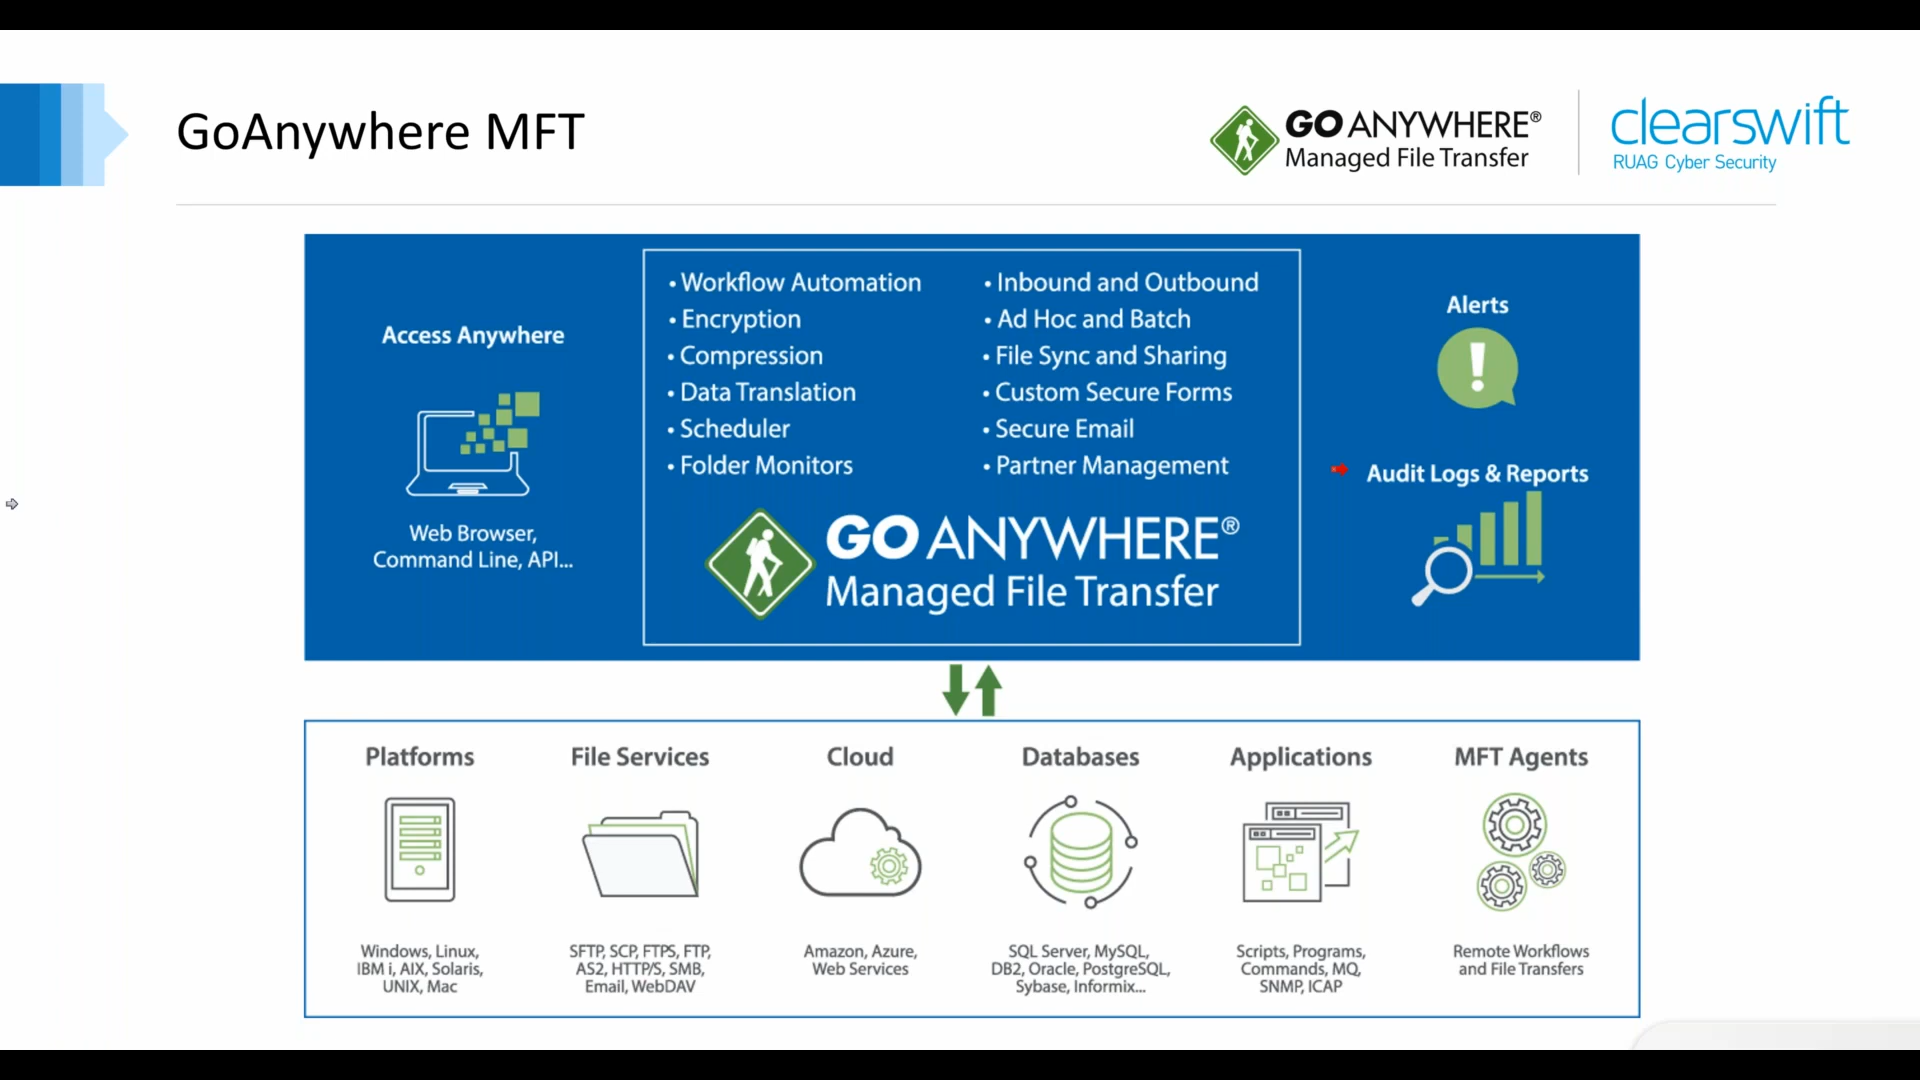 GoAnywhere MFT
GO ANYWHERE®
Managed File Transfer
clearswift
RUAG Cyber Security
Access Anywhere
Web Browser,
Command Line, API...
• Workflow Automation
• Encryption
• Compression
• Data Translation
• Scheduler
• Folder Monitors
• Inbound and Outbound
• Ad Hoc and Batch
• File Sync and Sharing
• Custom Secure Forms
• Secure Email
• Partner Management
GO ANYWHERE®
Managed File Transfer
Alerts
!
Audit Logs & Reports
Platforms
Windows, Linux,
IBM i, AIX, Solaris,
UNIX, Mac
File Services
SFTP, SCP, FTPS, FTP,
AS2, HTTP/S, SMB,
Email, WebDAV
Cloud
Amazon, Azure,
Web Services
Databases
SQL Server, MySQL,
DB2, Oracle, PostgreSQL,
Sybase, Informix...
Applications
Scripts, Programs,
Commands, MQ,
SNMP, ICAP
MFT Agents
Remote Workflows
and File Transfers